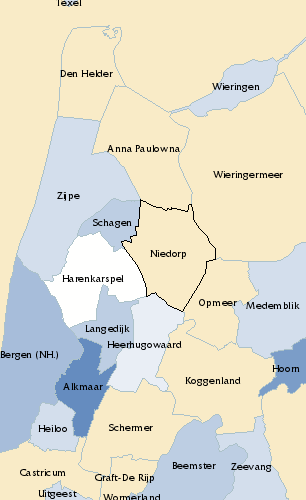 Texel
Den Helder
Wieringen
Anna Paulowna
Wieringermeer
Zijpe
Schagen
Niedorp
Harenkarspel
Opmeer
Medemblik
Langedijk
Heerhugowaard
Bergen (NH.)
Hoorn
Koggenland
Alkmaar
Heiloo
Schermer
Beemster
Zeevang
Castricum
Graft-De Rijp
Uitgeest
Wormerland